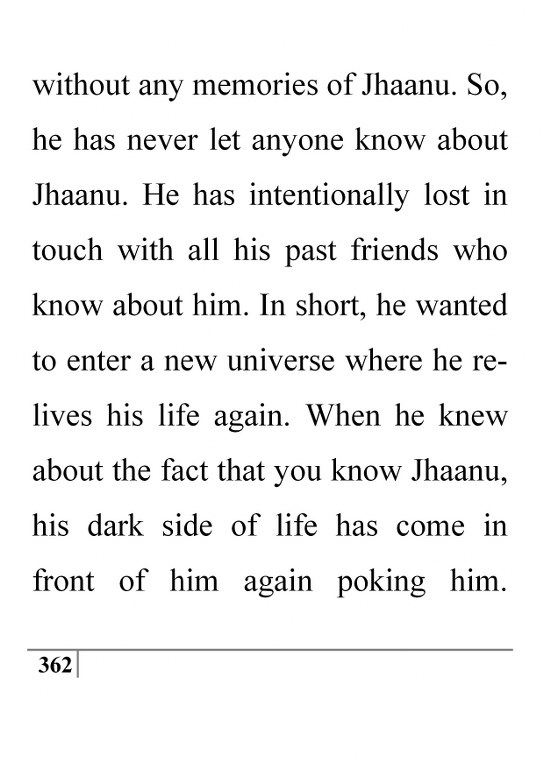 without any memories of Jhaanu. So,
he has never let anyone know about
Jhaanu. He has intentionally lost in
touch with all his past friends who
know about him. In short, he wanted
to enter a new universe where he re-
lives his life again. When he knew
about the fact that you know Jhaanu,
his dark side of life has come in
front of him again poking him.
362